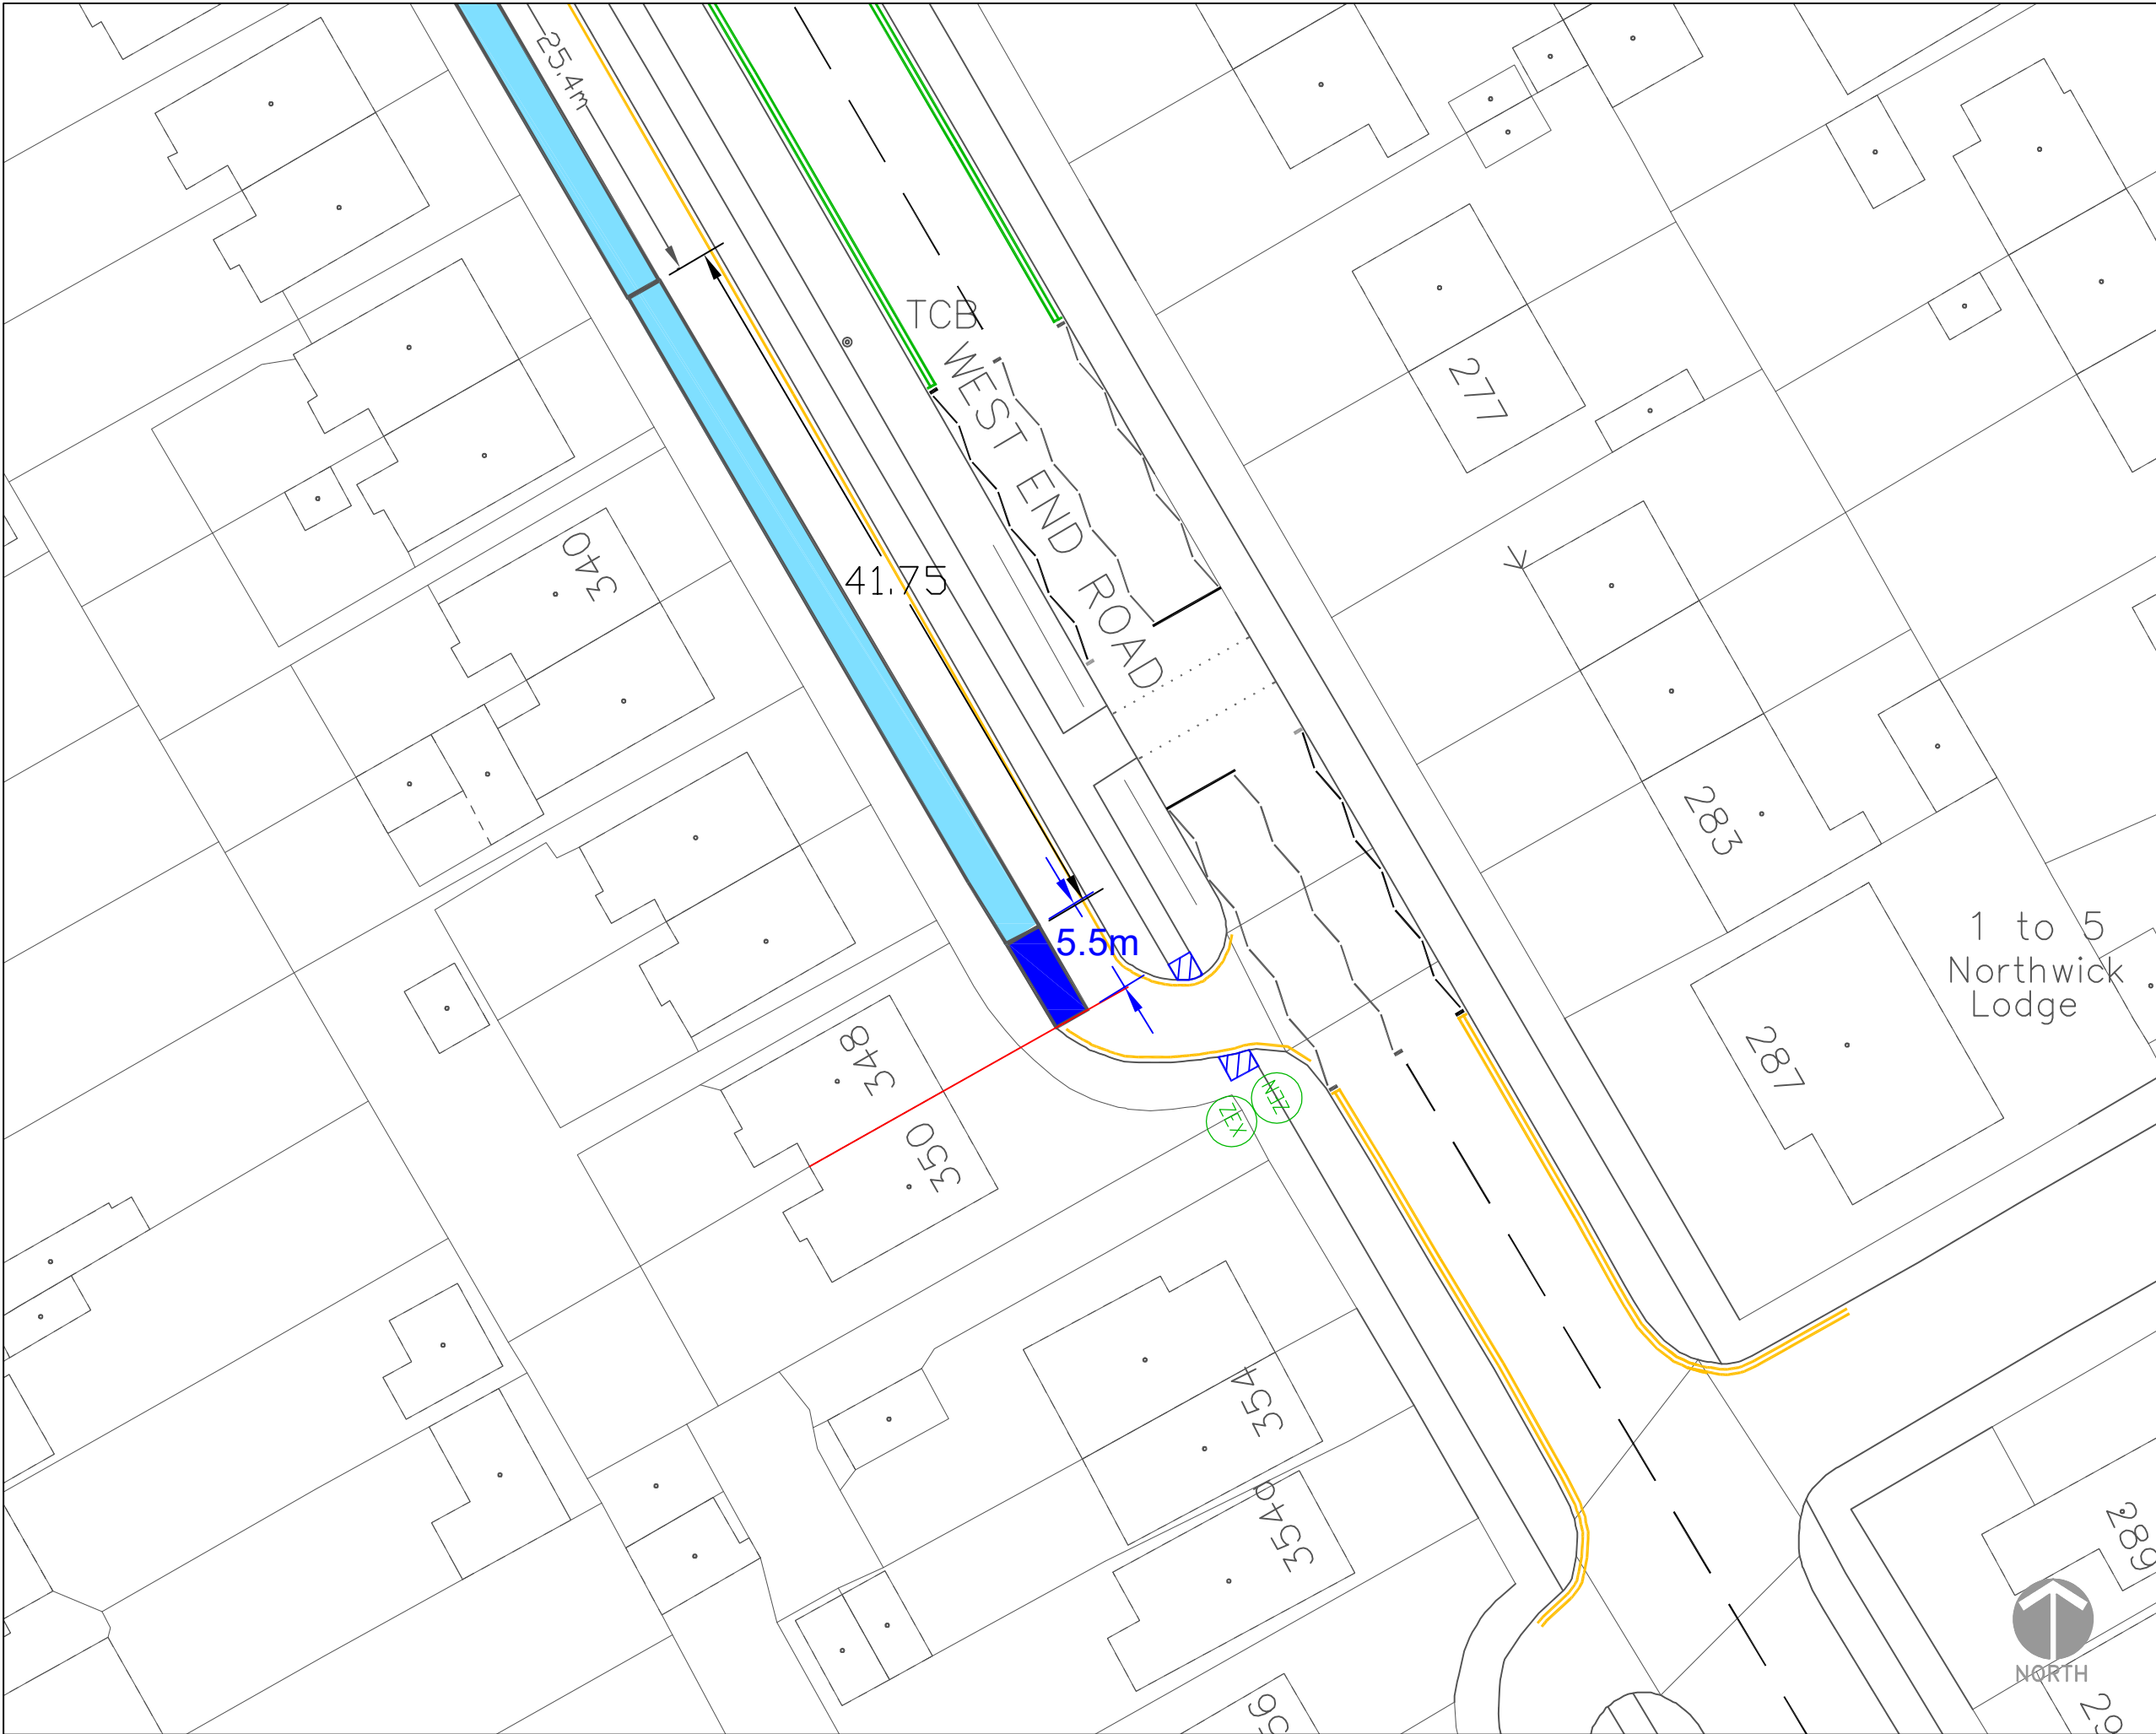 25.4m
TCB
WEST END ROAD
277
340
41.75
283
1 to 5
Northwick
Lodge
5.5m
287
348
350
ZEN
ZEX
354
354a
289
NORTH